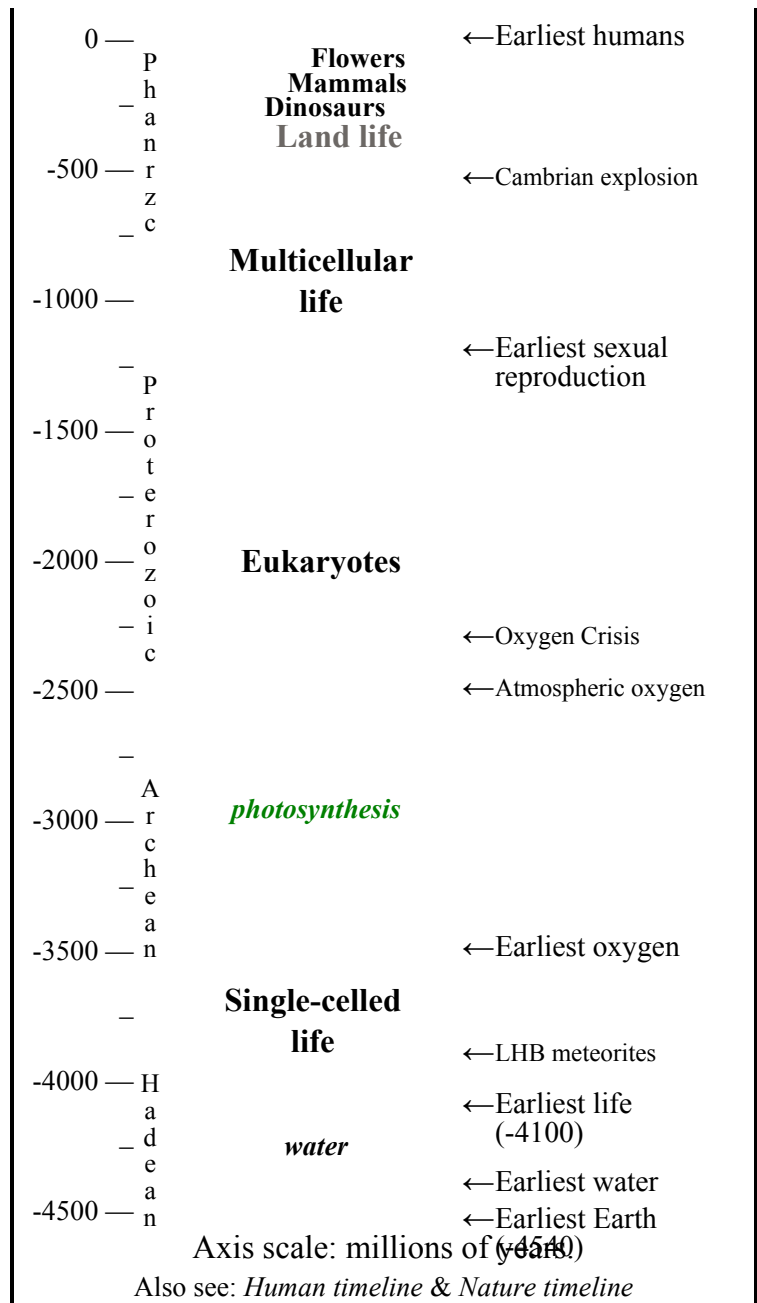 0 — ←Earliest humans
Flowers
Mammals
Dinosaurs
Land life
Phanrzc
-500 — ←Cambrian explosion
Multicellular
life
-1000 —
←Earliest sexual
reproduction
Proterozoic
-1500 —
-2000 — Eukaryotes
←Oxygen Crisis
-2500 — ←Atmospheric oxygen
Archean
photosynthesis
-3000 —
-3500 — ←Earliest oxygen
Single-celled
life
←LHB meteorites
-4000 —
Hadean
←Earliest life
(-4100)
water
←Earliest water
-4500 — ←Earliest Earth
(-4540)
Axis scale: millions of years.
Also see: Human timeline & Nature timeline